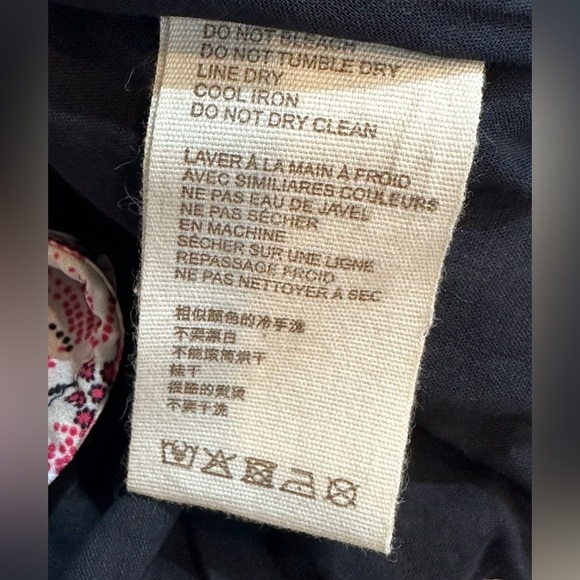 DO NOT BLEACH
DO NOT TUMBLE DRY
LINE DRY
COOL IRON
DO NOT DRY CLEAN
LAVER À LA MAIN À FROID
AVEC SIMILIARES COULEURS
NE PAS EAU DE JAVEL
NE PAS SÉCHER
EN MACHINE
SÉCHER SUR UNE LIGNE
REPASSAGE FROID
NE PAS NETTOYER À SEC
相似颜色的冷手洗
不要漂白
不能滚筒烘干
挂干
很酷的熨烫
不要干洗